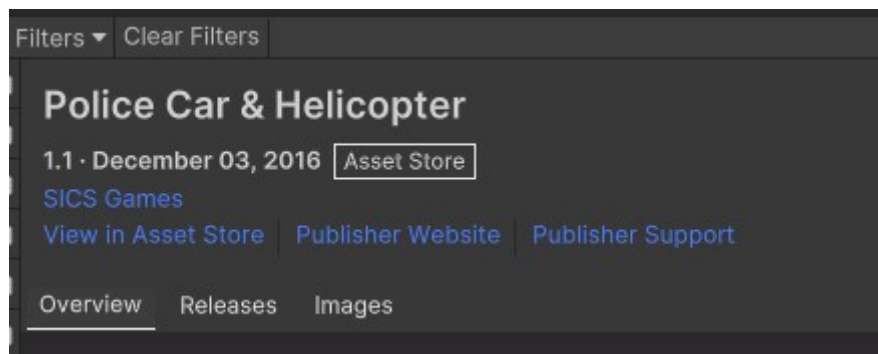 Filters Clear Filters
Police Car & Helicopter
1.1 · December 03, 2016 Asset Store
SICS Games
View in Asset Store Publisher Website Publisher Support
Overview Releases Images